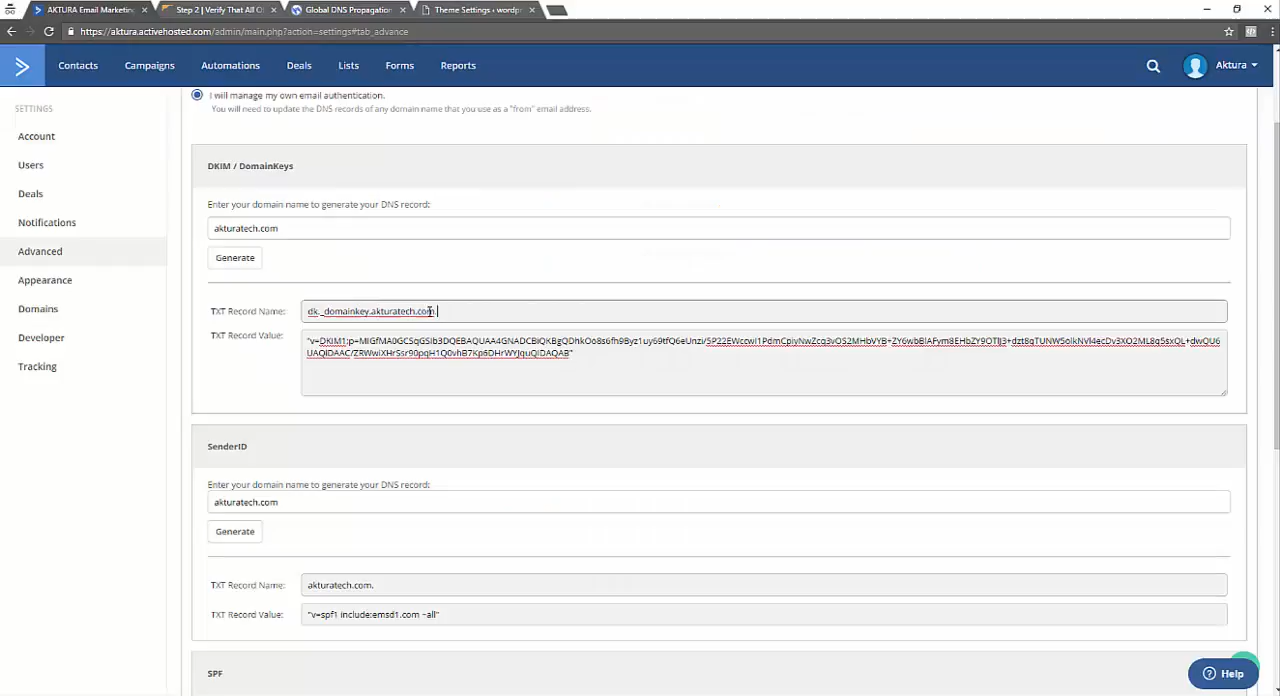 AKTURA Email Marketin
Step 2 | Verify That All O
Global DNS Propagation
Theme Settings ‹ wordpr
https://aktura.activehosted.com/admin/main.php?action=settings#tab_advance
Contacts
Campaigns
Automations
Deals
Lists
Forms
Reports
Aktura
SETTINGS
Account
Users
Deals
Notifications
Advanced
Appearance
Domains
Developer
Tracking
I will manage my own email authentication.
You will need to update the DNS records of any domain name that you use as a "from" email address.
DKIM / DomainKeys
Enter your domain name to generate your DNS record:
akturatech.com
Generate
TXT Record Name:
dk._domainkey.akturatech.com.
TXT Record Value:
SenderID
Enter your domain name to generate your DNS record:
akturatech.com
Generate
TXT Record Name:
akturatech.com.
TXT Record Value:
"v=spf1 include:emsd1.com ~all"
SPF
Help